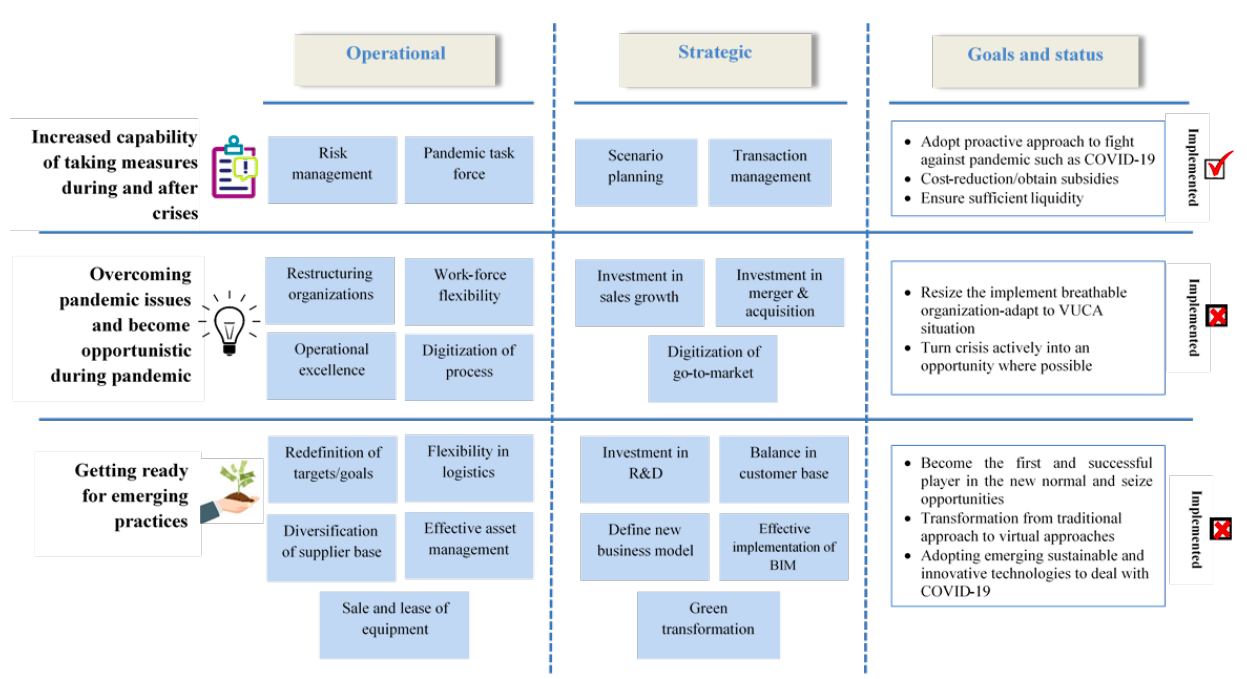 Operational
Strategic
Goals and status
Increased capability
of taking measures
during and after
crises
Risk
management
Pandemic task
force
Scenario
planning
Transaction
management
• Adopt proactive approach to fight
against pandemic such as COVID-19
• Cost-reduction/obtain subsidies
• Ensure sufficient liquidity
Implemented
Overcoming
pandemic issues
and become
opportunistic
during pandemic
Restructuring
organizations
Work-force
flexibility
Operational
excellence
Digitization of
process
Investment in
sales growth
Investment in
merger &
acquisition
Digitization of
go-to-market
• Resize the implement breathable
organization-adapt to VUCA
situation
• Turn crisis actively into an
opportunity where possible
Implemented
Getting ready
for emerging
practices
Redefinition of
targets/goals
Flexibility in
logistics
Diversification
of supplier base
Effective asset
management
Sale and lease of
equipment
Investment in
R&D
Balance in
customer base
Define new
business model
Effective
implementation of
BIM
Green
transformation
• Become the first and successful
player in the new normal and seize
opportunities
• Transformation from traditional
approach to virtual approaches
• Adopting emerging sustainable and
innovative technologies to deal with
COVID-19
Implemented